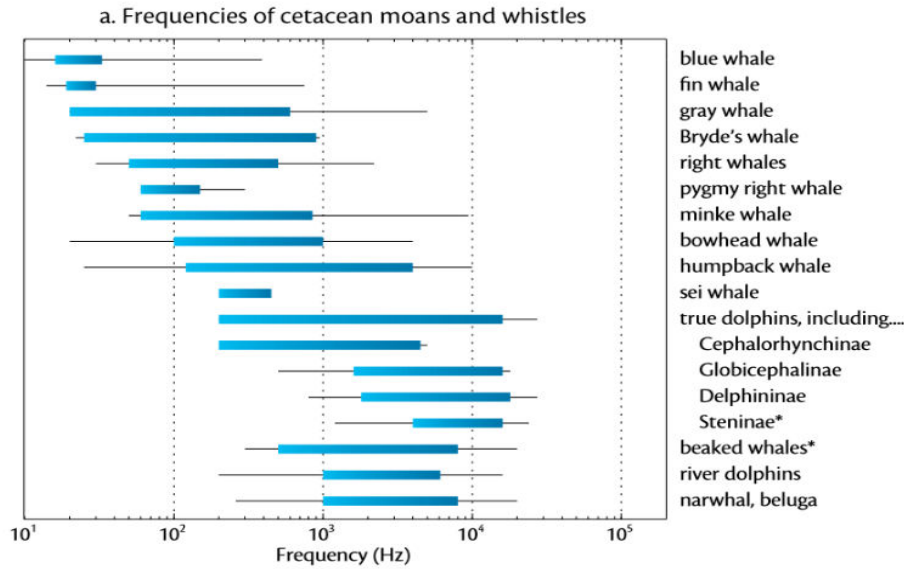 a. Frequencies of cetacean moans and whistles
blue whale
fin whale
gray whale
Bryde's whale
right whales
pygmy right whale
minke whale
bowhead whale
humpback whale
sei whale
true dolphins, including....
Cephalorhynchinae
Globicephalinae
Delphininae
Steninae*
beaked whales*
river dolphins
narwhal, beluga
10¹ 10² 10³ 10⁴ 10⁵
Frequency (Hz)